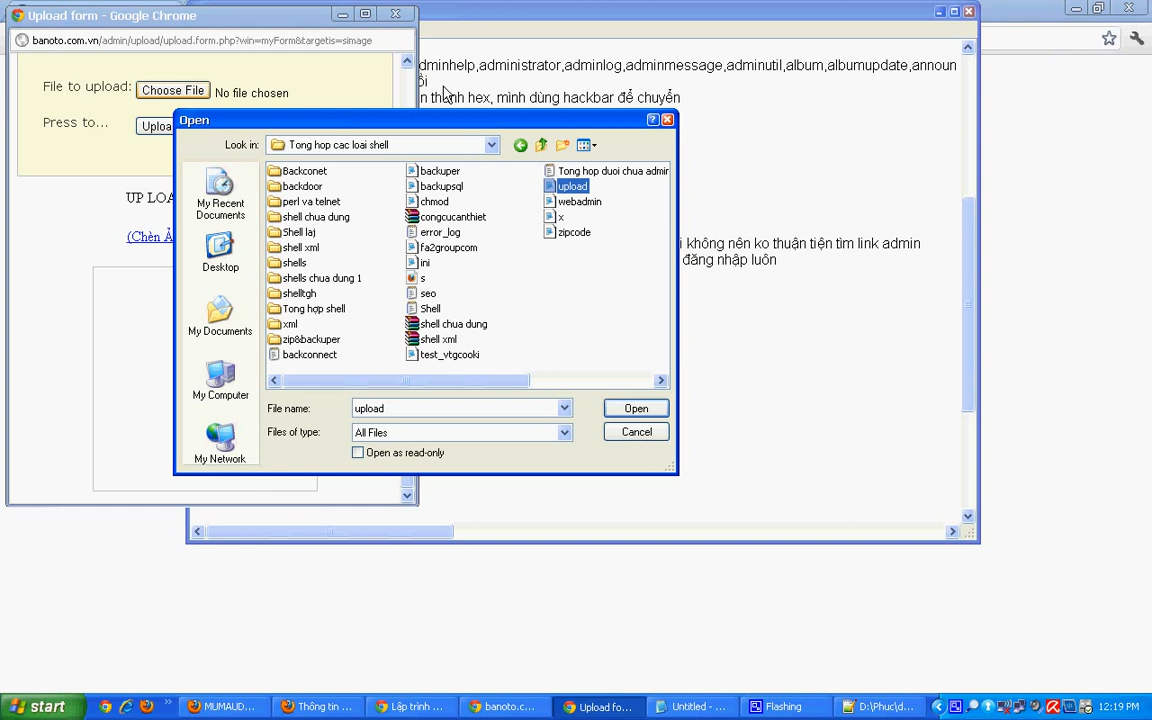 Upload form - Google Chrome
banoto.com.vn/admin/upload/upload.form.php?win=myForm&targetis=simage
File to upload: Choose File No file chosen
Press to... Uploa
UP LOA
(Chèn Ả
dminhelp,administrator,adminlog,adminmessage,adminutil,album,albumupdate,announ
ồi
n thành hex, mình dùng hackbar để chuyển
i không nên ko thuận tiện tìm link admin
đăng nhập luôn
Open
Look in: Tong hop cac loai shell
My Recent Documents
Desktop
My Documents
My Computer
My Network
Backconet
backdoor
perl va telnet
shell chua dung
Shell laj
shell xml
shells
shells chua dung 1
shelltgh
Tong hợp shell
xml
zip&backuper
backconnect
backuper
backupsql
chmod
congcucanthiet
error_log
fa2groupcom
ini
s
seo
Shell
shell chua dung
shell xml
test_vtgcooki
Tong hop duoi chua admir
upload
webadmin
x
zipcode
File name: upload
Open
Files of type: All Files
Cancel
Open as read-only
start
MUMAUD...
Thông tin ...
Lập trình ...
banoto.c...
Upload fo...
Untitled - ...
Flashing
D:\Phuc\d...
12:19 PM